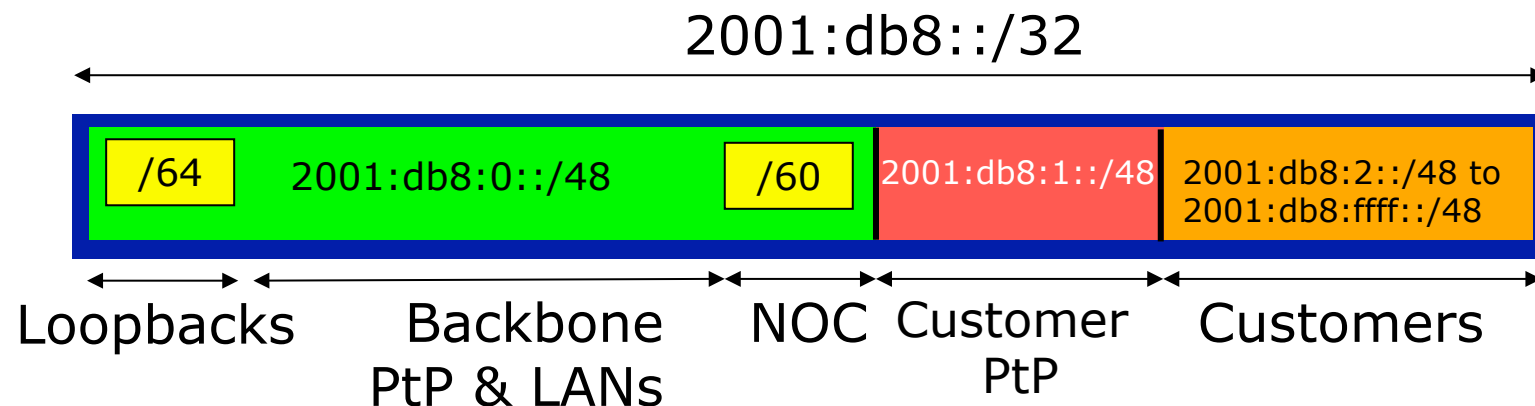 2001:db8::/32
/64
2001:db8:0::/48
/60
2001:db8:1::/48
2001:db8:2::/48 to
2001:db8:ffff::/48
Loopbacks
Backbone
PtP & LANs
NOC
Customer
PtP
Customers